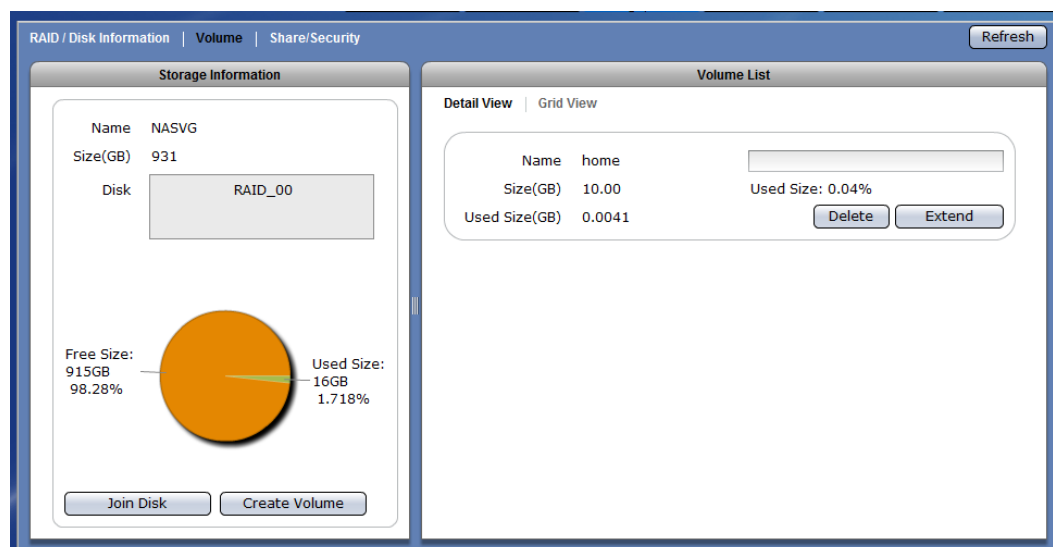 RAID / Disk Information | Volume | Share/Security
Refresh
Storage Information
Name NASVG
Size(GB) 931
Disk RAID_00
Free Size:
915GB
98.28%
Used Size:
16GB
1.718%
Join Disk
Create Volume
Volume List
Detail View | Grid View
Name home
Size(GB) 10.00 Used Size: 0.04%
Used Size(GB) 0.0041
Delete
Extend